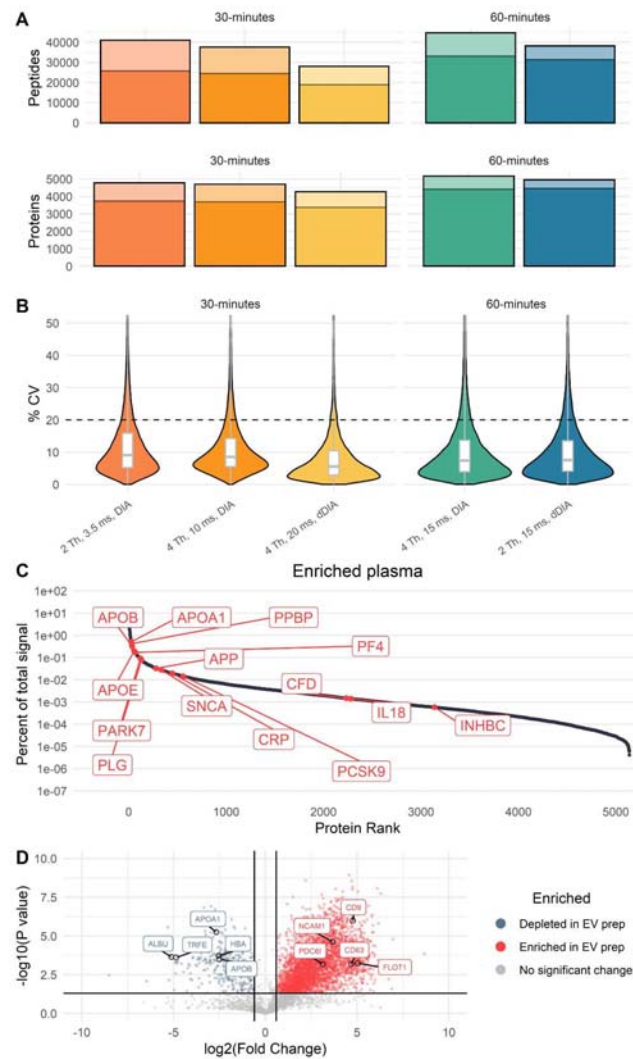 A
30-minutes
60-minutes
Peptides
40000
30000
20000
10000
0
30-minutes
60-minutes
Proteins
5000
4000
3000
2000
1000
0
B
30-minutes
60-minutes
% CV
50
40
30
20
10
0
2 Th, 3.5 ms, DIA
4 Th, 10 ms, DIA
4 Th, 20 ms, dDIA
4 Th, 15 ms, DIA
2 Th, 15 ms, dDIA
C
Enriched plasma
Percent of total signal
1e+02
1e+01
1e+00
1e-01
1e-02
1e-03
1e-04
1e-05
1e-06
1e-07
APOB
APOA1
PPBP
PF4
APP
APOE
CFD
SNCA
IL18
INHBC
PARK7
CRP
PLG
PCSK9
0
1000
2000
3000
4000
5000
Protein Rank
D
-log10(P value)
10.0
7.5
5.0
2.5
0.0
APOA1
ALBU
TRFE
HBA
APOB
CD9
NCAM1
PDC6I
CD63
FLOT1
-10
-5
0
5
10
log2(Fold Change)
Enriched
Depleted in EV prep
Enriched in EV prep
No significant change